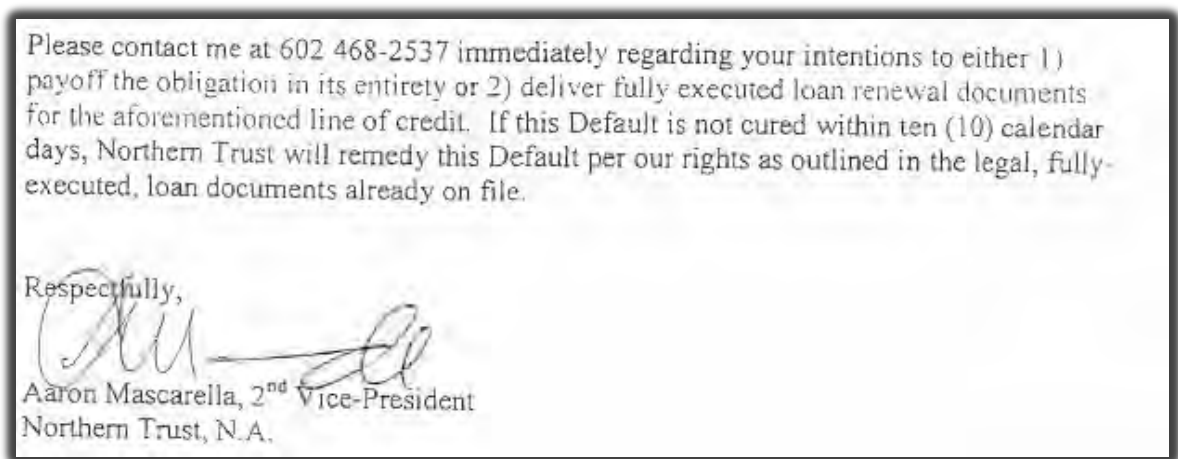 Please contact me at 602 468-2537 immediately regarding your intentions to either 1)
payoff the obligation in its entirety or 2) deliver fully executed loan renewal documents
for the aforementioned line of credit. If this Default is not cured within ten (10) calendar
days, Northern Trust will remedy this Default per our rights as outlined in the legal, fully-
executed, loan documents already on file.
Respectfully,
Aaron Mascarella, 2nd Vice-President
Northern Trust, N.A.